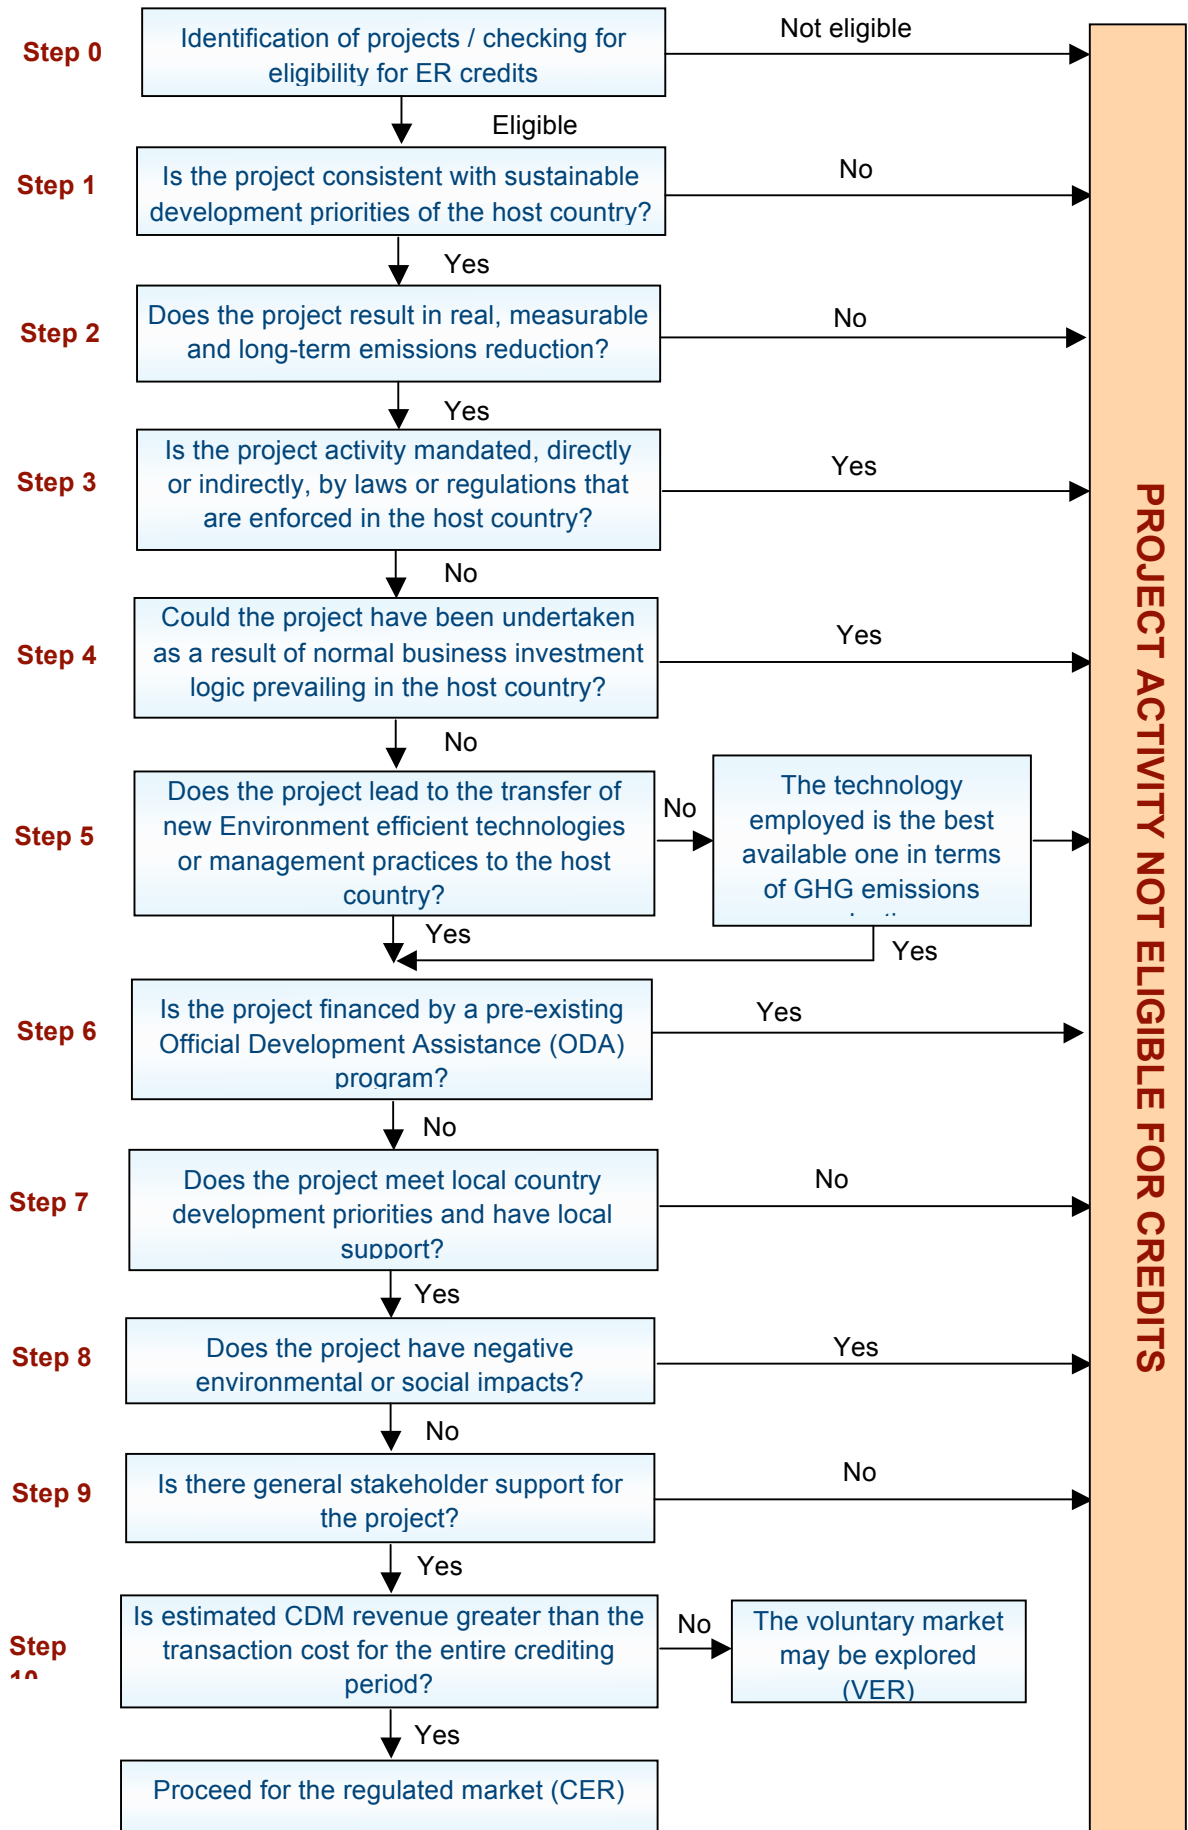 Step 0
Identification of projects / checking for
eligibility for ER credits
Not eligible
Eligible
Step 1
Is the project consistent with sustainable
development priorities of the host country?
No
Yes
Step 2
Does the project result in real, measurable
and long-term emissions reduction?
No
Yes
Step 3
Is the project activity mandated, directly
or indirectly, by laws or regulations that
are enforced in the host country?
Yes
No
Step 4
Could the project have been undertaken
as a result of normal business investment
logic prevailing in the host country?
Yes
No
Step 5
Does the project lead to the transfer of
new Environment efficient technologies
or management practices to the host
country?
No
The technology
employed is the best
available one in terms
of GHG emissions
Yes
Yes
Step 6
Is the project financed by a pre-existing
Official Development Assistance (ODA)
program?
Yes
No
Step 7
Does the project meet local country
development priorities and have local
support?
No
Yes
Step 8
Does the project have negative
environmental or social impacts?
Yes
No
Step 9
Is there general stakeholder support for
the project?
No
Yes
Step
10
Is estimated CDM revenue greater than the
transaction cost for the entire crediting
period?
No
The voluntary market
may be explored
(VER)
Yes
Proceed for the regulated market (CER)
PROJECT ACTIVITY NOT ELIGIBLE FOR CREDITS